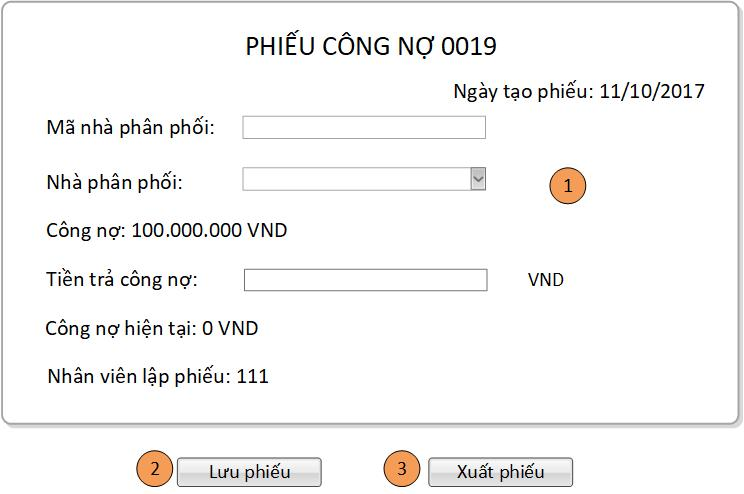 PHIẾU CÔNG NỢ 0019
Ngày tạo phiếu: 11/10/2017
Mã nhà phân phối:
Nhà phân phối:
1
Công nợ: 100.000.000 VND
Tiền trả công nợ: VND
Công nợ hiện tại: 0 VND
Nhân viên lập phiếu: 111
2 Lưu phiếu 3 Xuất phiếu